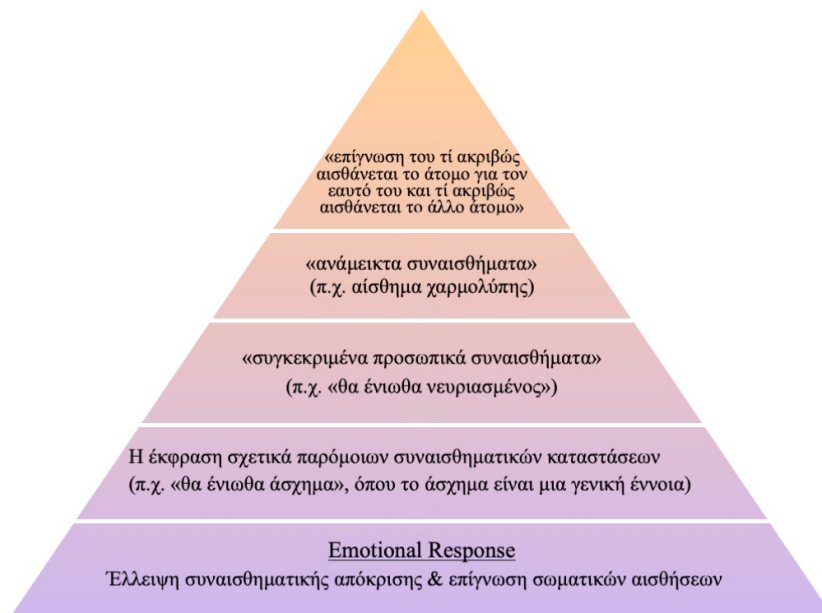 «επίγνωση του τί ακριβώς
αισθάνεται το άτομο για τον
εαυτό του και τί ακριβώς
αισθάνεται το άλλο άτομο»
«ανάμεικτα συναισθήματα»
(π.χ. αίσθημα χαρμολύπης)
«συγκεκριμένα προσωπικά συναισθήματα»
(π.χ. «θα ένιωθα νευριασμένος»)
Η έκφραση σχετικά παρόμοιων συναισθηματικών καταστάσεων
(π.χ. «θα ένιωθα άσχημα», όπου το άσχημα είναι μια γενική έννοια)
Emotional Response
Έλλειψη συναισθηματικής απόκρισης & επίγνωση σωματικών αισθήσεων